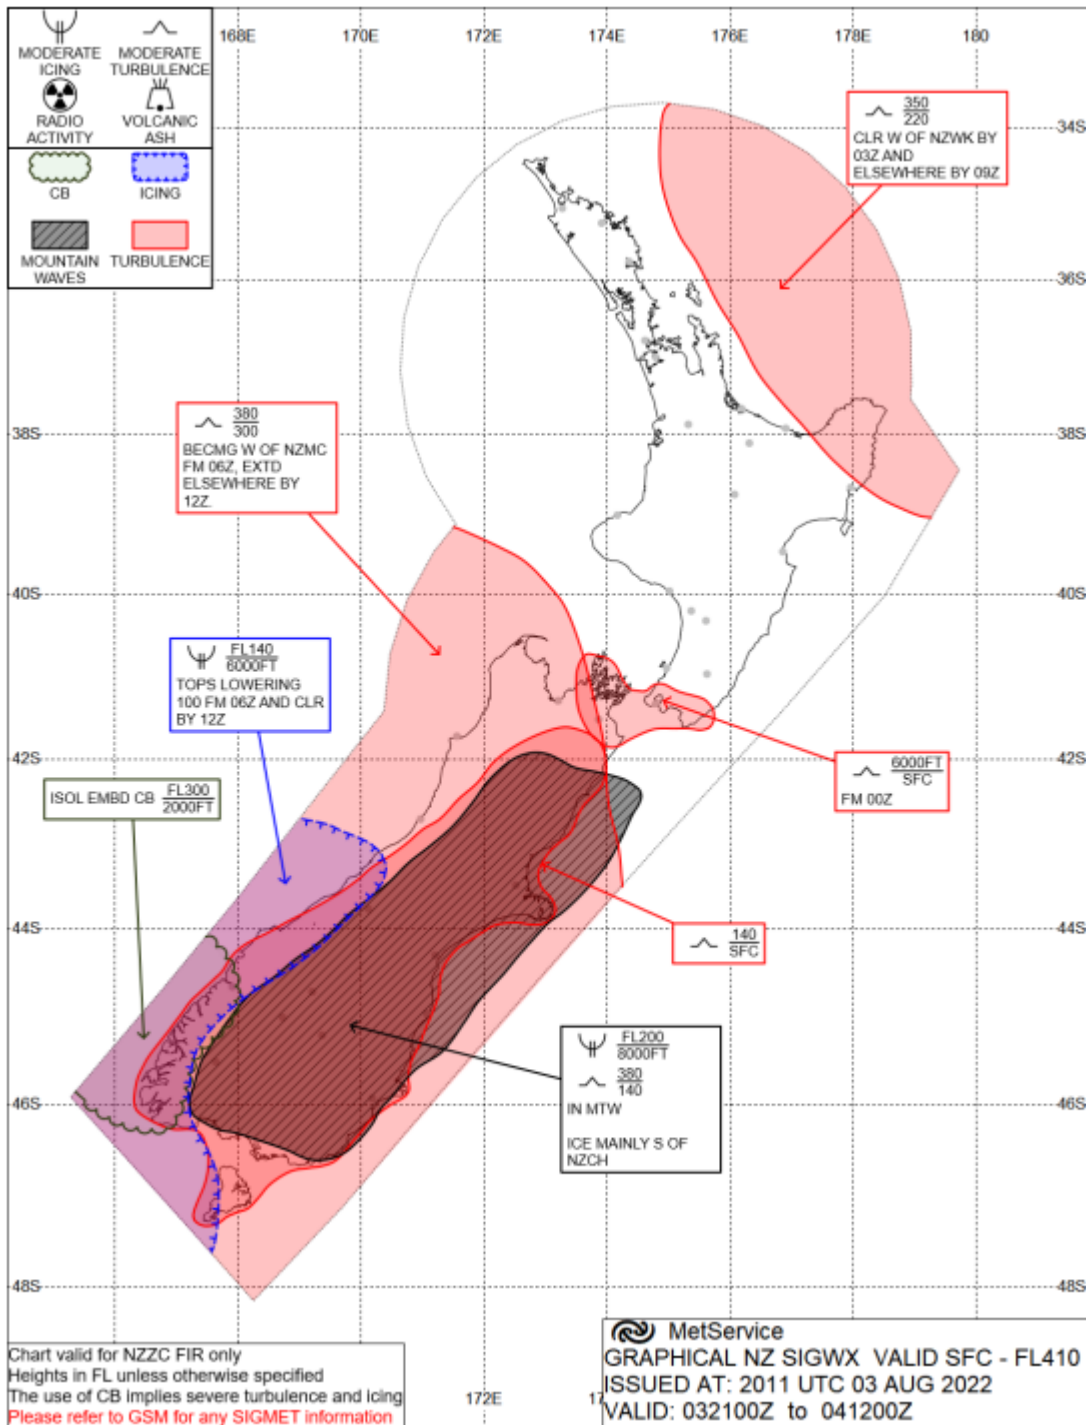 168E 170E 172E 174E 176E 178E 180
MODERATE
ICING
MODERATE
TURBULENCE
RADIO
ACTIVITY
VOLCANIC
ASH
CB
ICING
MOUNTAIN
WAVES
TURBULENCE
34S
36S
38S
38S
40S
40S
42S
42S
44S
44S
46S
46S
48S
48S
350
220
CLR W OF NZWK BY
03Z AND
ELSEWHERE BY 09Z
380
300
BECMG W OF NZMC
FM 06Z, EXTD
ELSEWHERE BY
12Z.
FL140
6000FT
TOPS LOWERING
100 FM 06Z AND CLR
BY 12Z
ISOL EMBD CB FL300
2000FT
6000FT
SFC
FM 00Z
140
SFC
FL200
8000FT
380
140
IN MTW
ICE MAINLY S OF
NZCH
172E
Chart valid for NZZC FIR only
Heights in FL unless otherwise specified
The use of CB implies severe turbulence and icing
Please refer to GSM for any SIGMET information
MetService
GRAPHICAL NZ SIGWX VALID SFC - FL410
ISSUED AT: 2011 UTC 03 AUG 2022
VALID: 032100Z to 041200Z